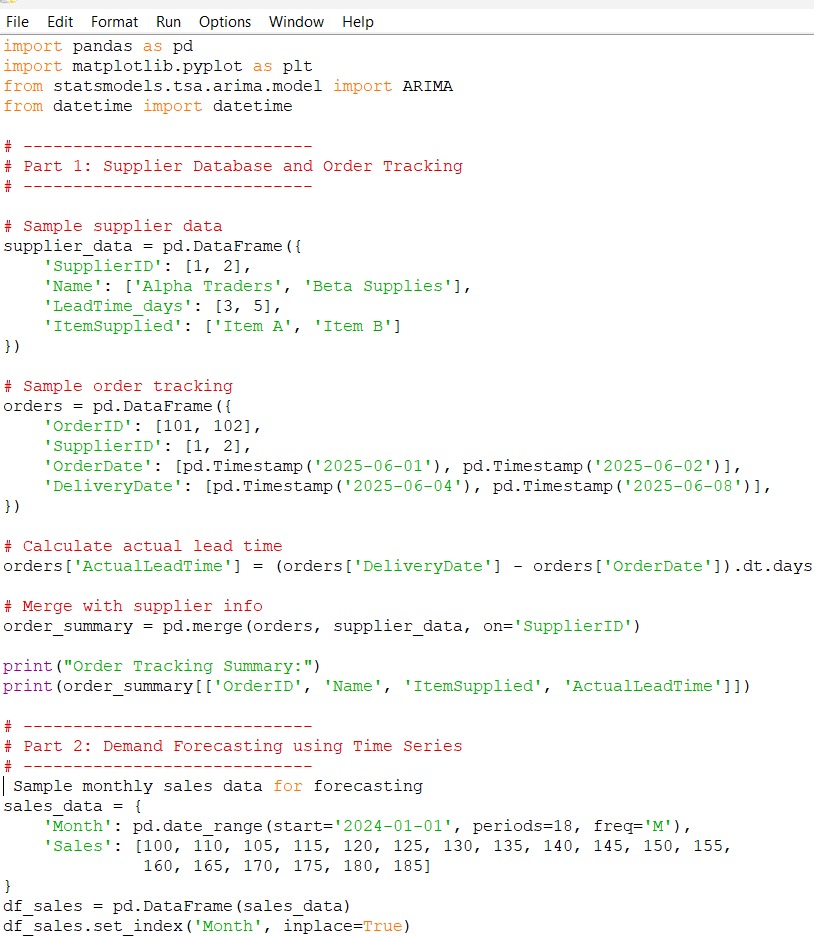 File Edit Format Run Options Window Help
import pandas as pd
import matplotlib.pyplot as plt
from statsmodels.tsa.arima.model import ARIMA
from datetime import datetime
# -----------------------------
# Part 1: Supplier Database and Order Tracking
# -----------------------------
# Sample supplier data
supplier_data = pd.DataFrame({
    'SupplierID': [1, 2],
    'Name': ['Alpha Traders', 'Beta Supplies'],
    'LeadTime_days': [3, 5],
    'ItemSupplied': ['Item A', 'Item B']
})
# Sample order tracking
orders = pd.DataFrame({
    'OrderID': [101, 102],
    'SupplierID': [1, 2],
    'OrderDate': [pd.Timestamp('2025-06-01'), pd.Timestamp('2025-06-02')],
    'DeliveryDate': [pd.Timestamp('2025-06-04'), pd.Timestamp('2025-06-08')],
})
# Calculate actual lead time
orders['ActualLeadTime'] = (orders['DeliveryDate'] - orders['OrderDate']).dt.days
# Merge with supplier info
order_summary = pd.merge(orders, supplier_data, on='SupplierID')
print("Order Tracking Summary:")
print(order_summary[['OrderID', 'Name', 'ItemSupplied', 'ActualLeadTime']])
# -----------------------------
# Part 2: Demand Forecasting using Time Series
# -----------------------------
 Sample monthly sales data for forecasting
sales_data = {
    'Month': pd.date_range(start='2024-01-01', periods=18, freq='M'),
    'Sales': [100, 110, 105, 115, 120, 125, 130, 135, 140, 145, 150, 155,
              160, 165, 170, 175, 180, 185]
}
df_sales = pd.DataFrame(sales_data)
df_sales.set_index('Month', inplace=True)